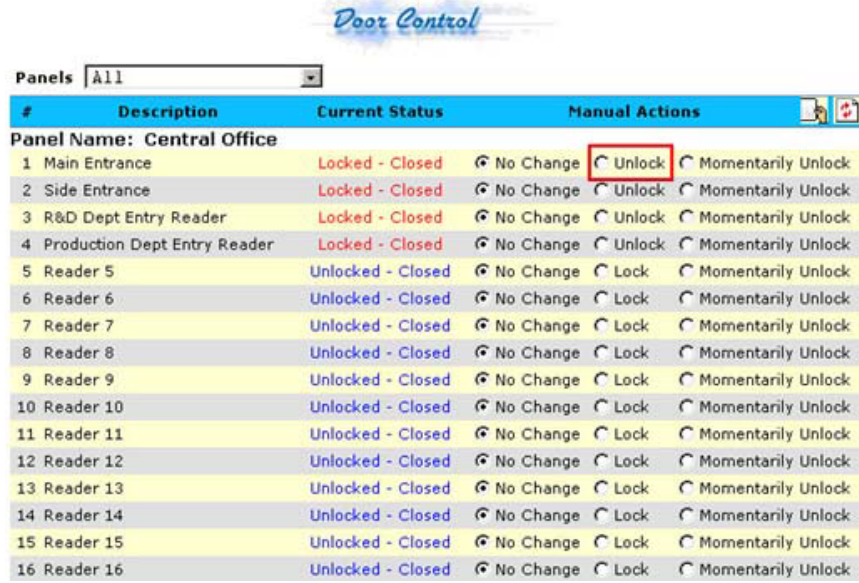 Door Control
Panels All
# Description Current Status Manual Actions
Panel Name: Central Office
1 Main Entrance Locked - Closed No Change Unlock Momentarily Unlock
2 Side Entrance Locked - Closed No Change Unlock Momentarily Unlock
3 R&D Dept Entry Reader Locked - Closed No Change Unlock Momentarily Unlock
4 Production Dept Entry Reader Locked - Closed No Change Unlock Momentarily Unlock
5 Reader 5 Unlocked - Closed No Change Lock Momentarily Unlock
6 Reader 6 Unlocked - Closed No Change Lock Momentarily Unlock
7 Reader 7 Unlocked - Closed No Change Lock Momentarily Unlock
8 Reader 8 Unlocked - Closed No Change Lock Momentarily Unlock
9 Reader 9 Unlocked - Closed No Change Lock Momentarily Unlock
10 Reader 10 Unlocked - Closed No Change Lock Momentarily Unlock
11 Reader 11 Unlocked - Closed No Change Lock Momentarily Unlock
12 Reader 12 Unlocked - Closed No Change Lock Momentarily Unlock
13 Reader 13 Unlocked - Closed No Change Lock Momentarily Unlock
14 Reader 14 Unlocked - Closed No Change Lock Momentarily Unlock
15 Reader 15 Unlocked - Closed No Change Lock Momentarily Unlock
16 Reader 16 Unlocked - Closed No Change Lock Momentarily Unlock